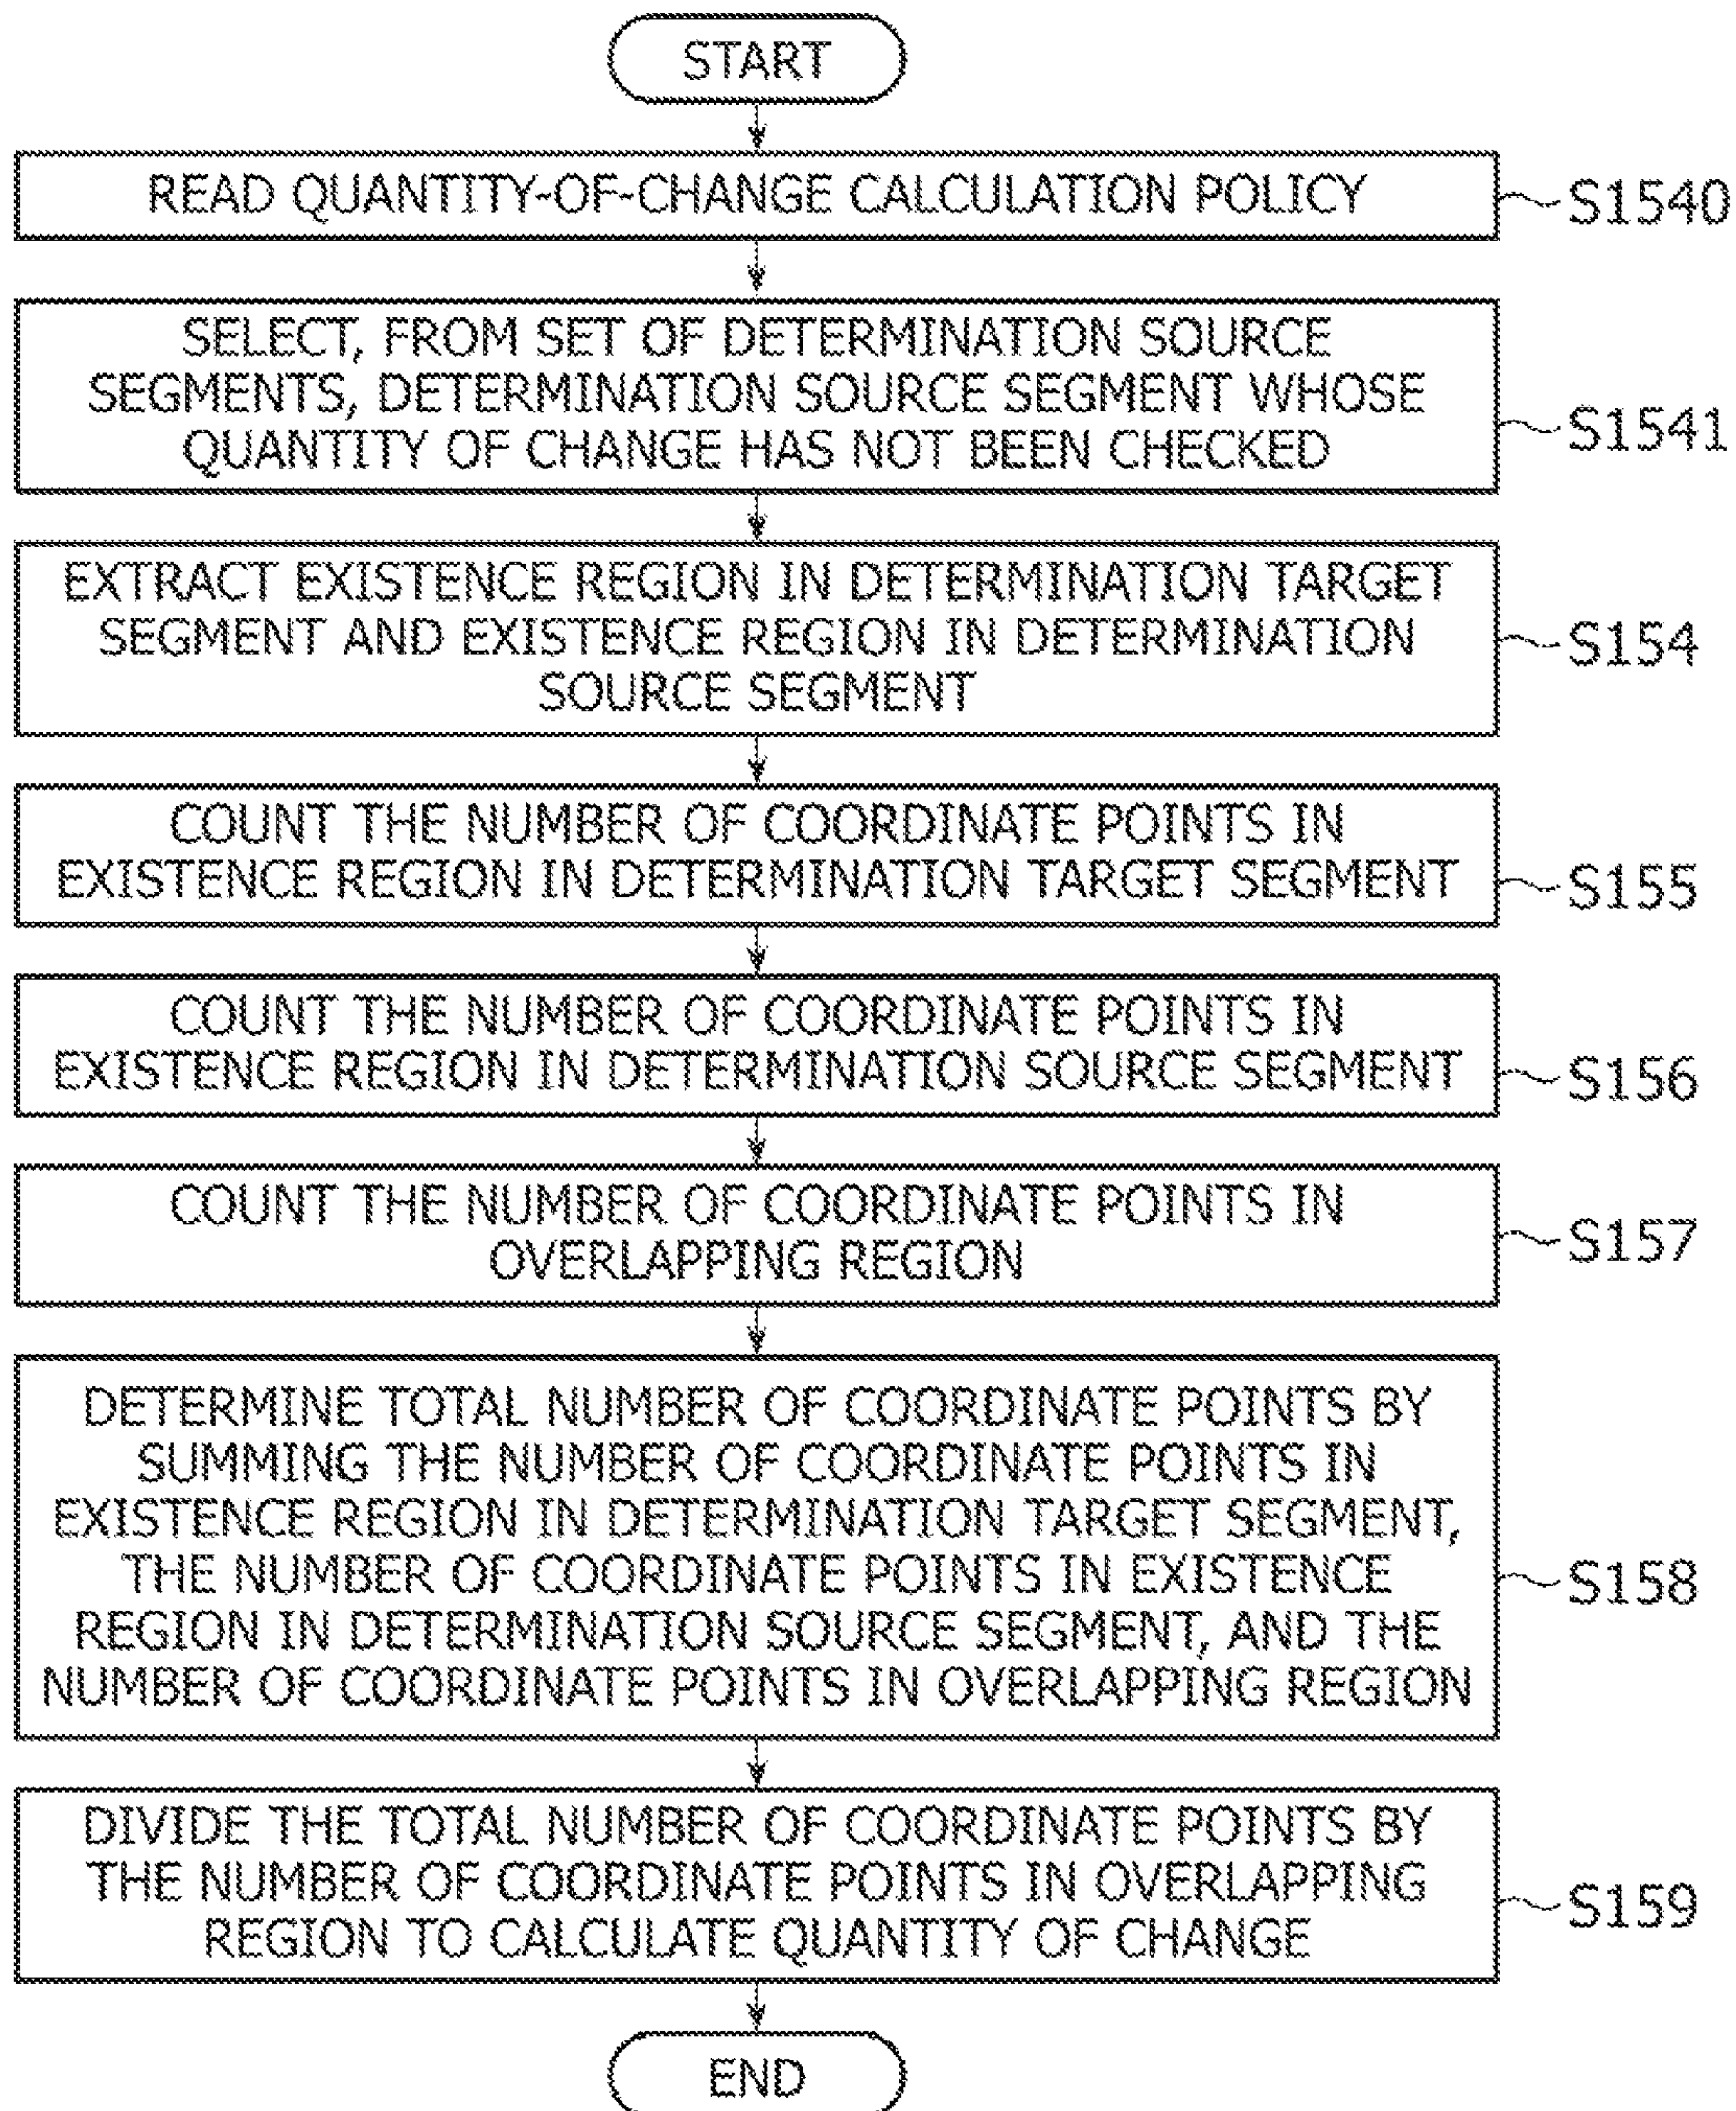 START
READ QUANTITY-OF-CHANGE CALCULATION POLICY
S1540
SELECT, FROM SET OF DETERMINATION SOURCE
SEGMENTS, DETERMINATION SOURCE SEGMENT WHOSE
QUANTITY OF CHANGE HAS NOT BEEN CHECKED
S1541
EXTRACT EXISTENCE REGION IN DETERMINATION TARGET
SEGMENT AND EXISTENCE REGION IN DETERMINATION
SOURCE SEGMENT
S154
COUNT THE NUMBER OF COORDINATE POINTS IN
EXISTENCE REGION IN DETERMINATION TARGET SEGMENT
S155
COUNT THE NUMBER OF COORDINATE POINTS IN
EXISTENCE REGION IN DETERMINATION SOURCE SEGMENT
S156
COUNT THE NUMBER OF COORDINATE POINTS IN
OVERLAPPING REGION
S157
DETERMINE TOTAL NUMBER OF COORDINATE POINTS BY
SUMMING THE NUMBER OF COORDINATE POINTS IN
EXISTENCE REGION IN DETERMINATION TARGET SEGMENT,
THE NUMBER OF COORDINATE POINTS IN EXISTENCE
REGION IN DETERMINATION SOURCE SEGMENT, AND THE
NUMBER OF COORDINATE POINTS IN OVERLAPPING REGION
S158
DIVIDE THE TOTAL NUMBER OF COORDINATE POINTS BY
THE NUMBER OF COORDINATE POINTS IN OVERLAPPING
REGION TO CALCULATE QUANTITY OF CHANGE
S159
END